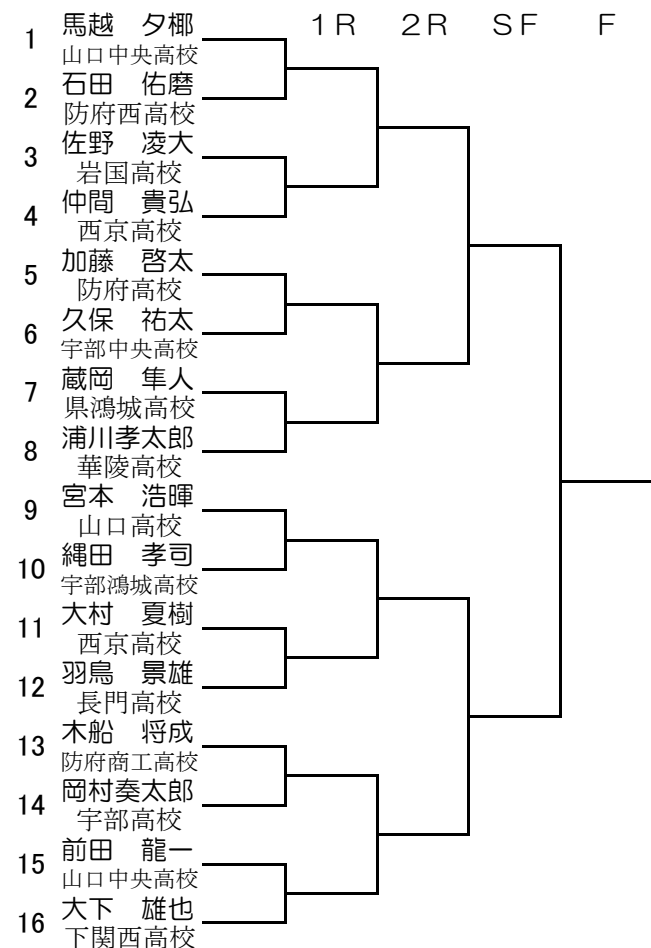 1R 2R SF F
1 馬越 夕椰
山口中央高校
2 石田 佑磨
防府西高校
3 佐野 凌大
岩国高校
4 仲間 貴弘
西京高校
5 加藤 啓太
防府高校
6 久保 祐太
宇部中央高校
7 蔵岡 隼人
県鴻城高校
8 浦川孝太郎
華陵高校
9 宮本 浩暉
山口高校
10 縄田 孝司
宇部鴻城高校
11 大村 夏樹
西京高校
12 羽鳥 景雄
長門高校
13 木船 将成
防府商工高校
14 岡村奏太郎
宇部高校
15 前田 龍一
山口中央高校
16 大下 雄也
下関西高校